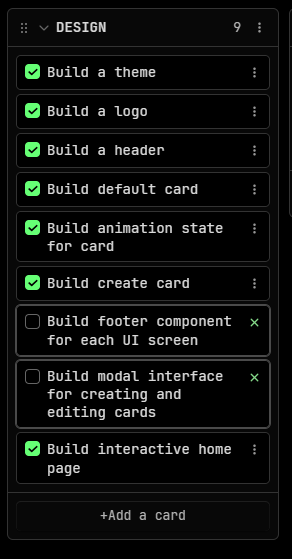 DESIGN 9
Build a theme
Build a logo
Build a header
Build default card
Build animation state
for card
Build create card
Build footer component
for each UI screen
Build modal interface
for creating and
editing cards
Build interactive home
page
+Add a card